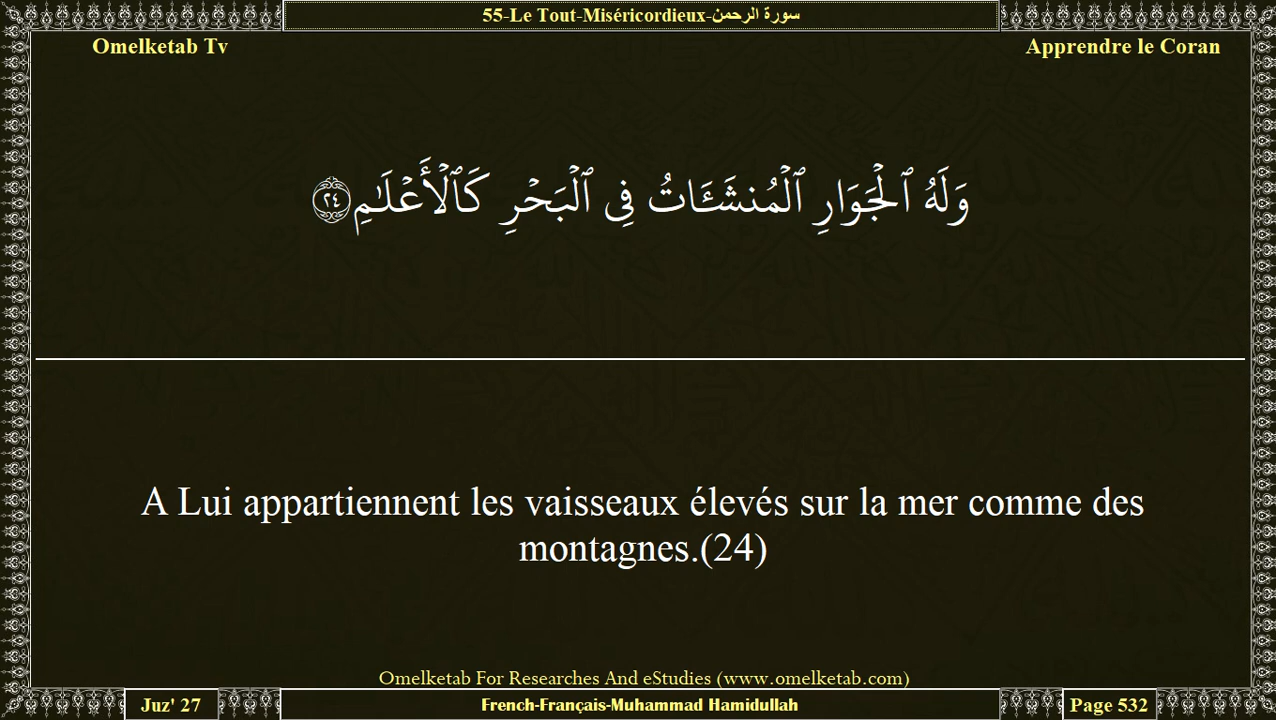 55-Le Tout-Miséricordieux-سورة الرحمن
Omelketab Tv
Apprendre le Coran
وَلَهُ ٱلْجَوَارِ ٱلْمُنشَـَٔاتُ فِى ٱلْبَحْرِ كَٱلْأَعْلَـٰمِ ٢٤
A Lui appartiennent les vaisseaux élevés sur la mer comme des
montagnes.(24)
Omelketab For Researches And eStudies (www.omelketab.com)
Juz' 27
French-Français-Muhammad Hamidullah
Page 532